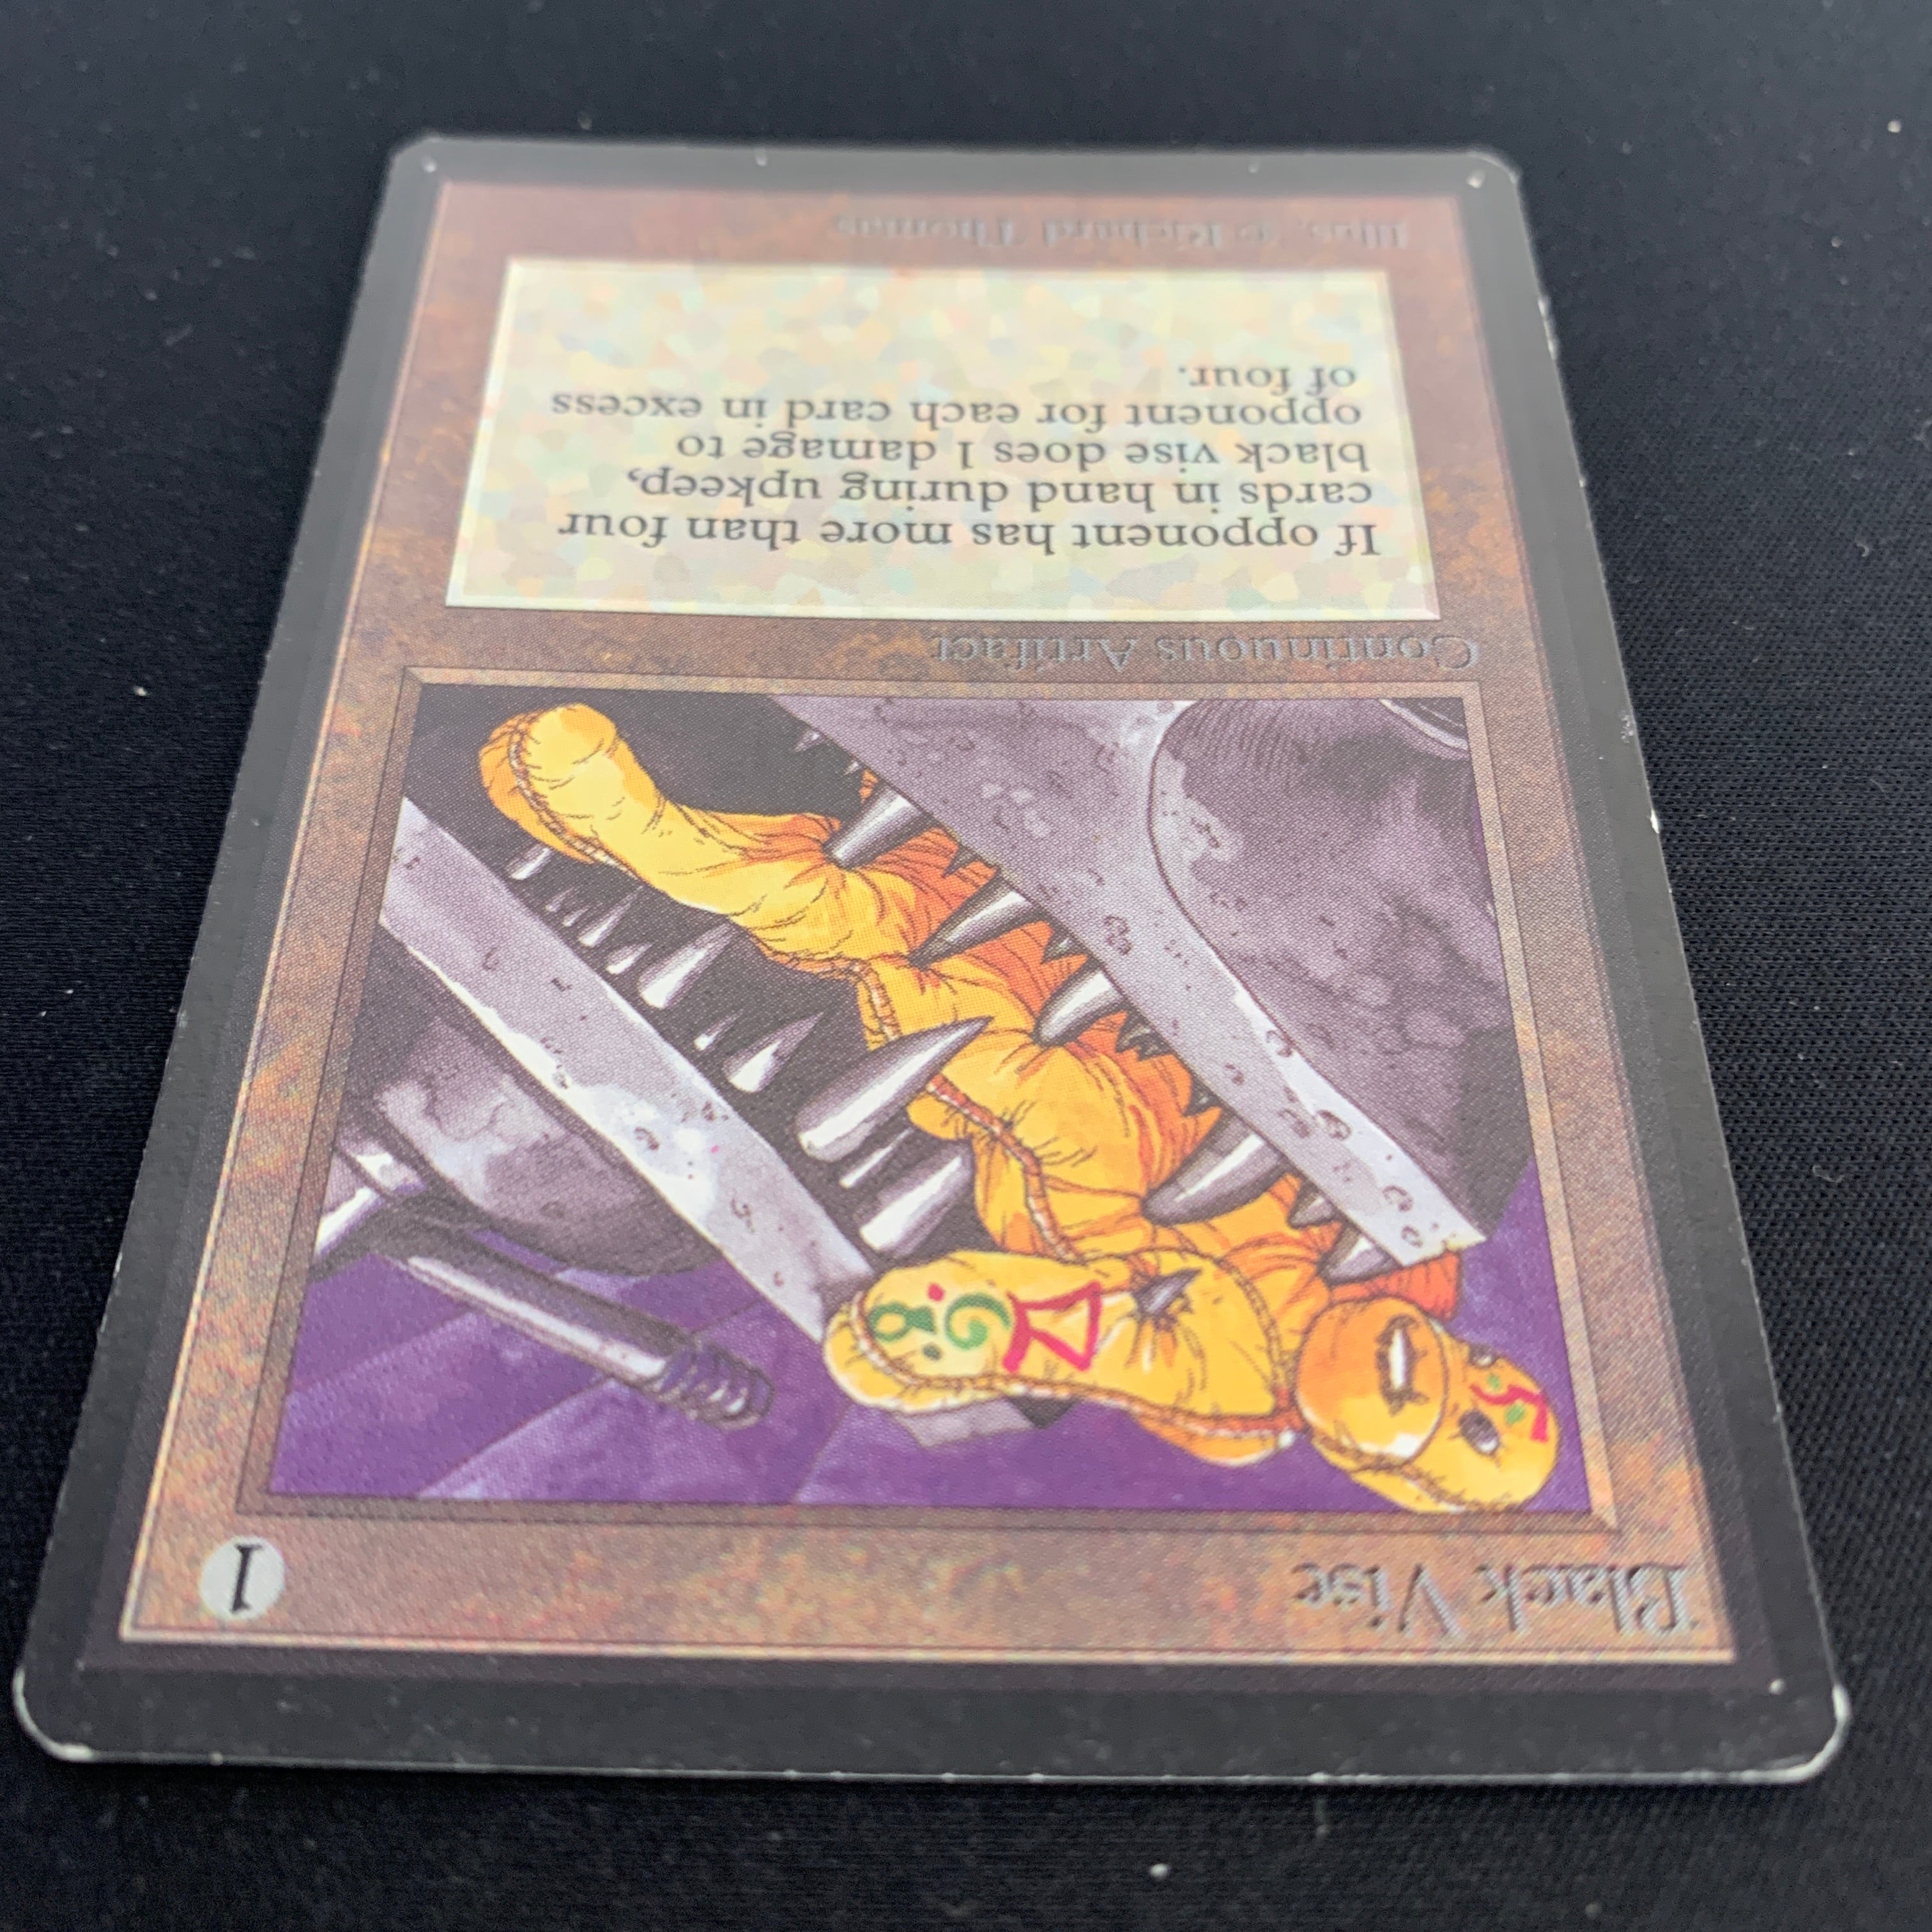 Black Vise
1
Continuous Artifact
If opponent has more than four
cards in hand during upkeep,
black vise does 1 damage to
opponent for each card in excess
of four.
Illus. © Richard Thomas